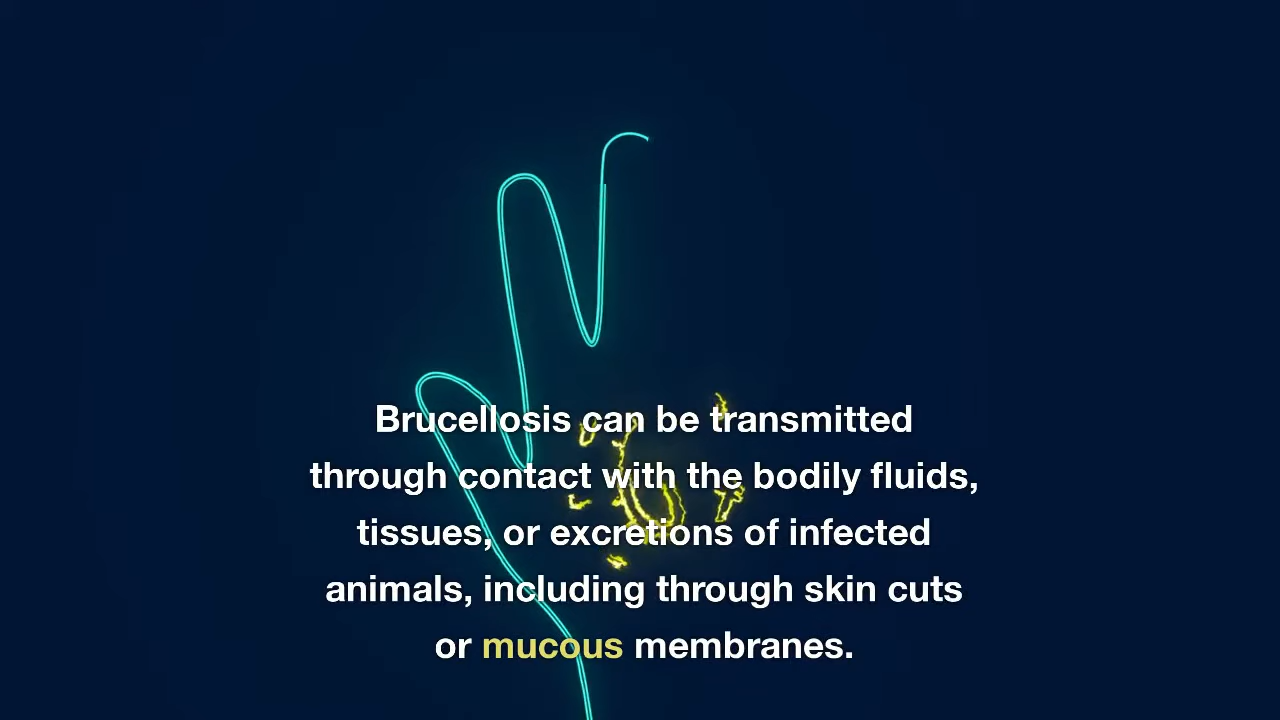 Brucellosis can be transmitted
through contact with the bodily fluids,
tissues, or excretions of infected
animals, including through skin cuts
or mucous membranes.